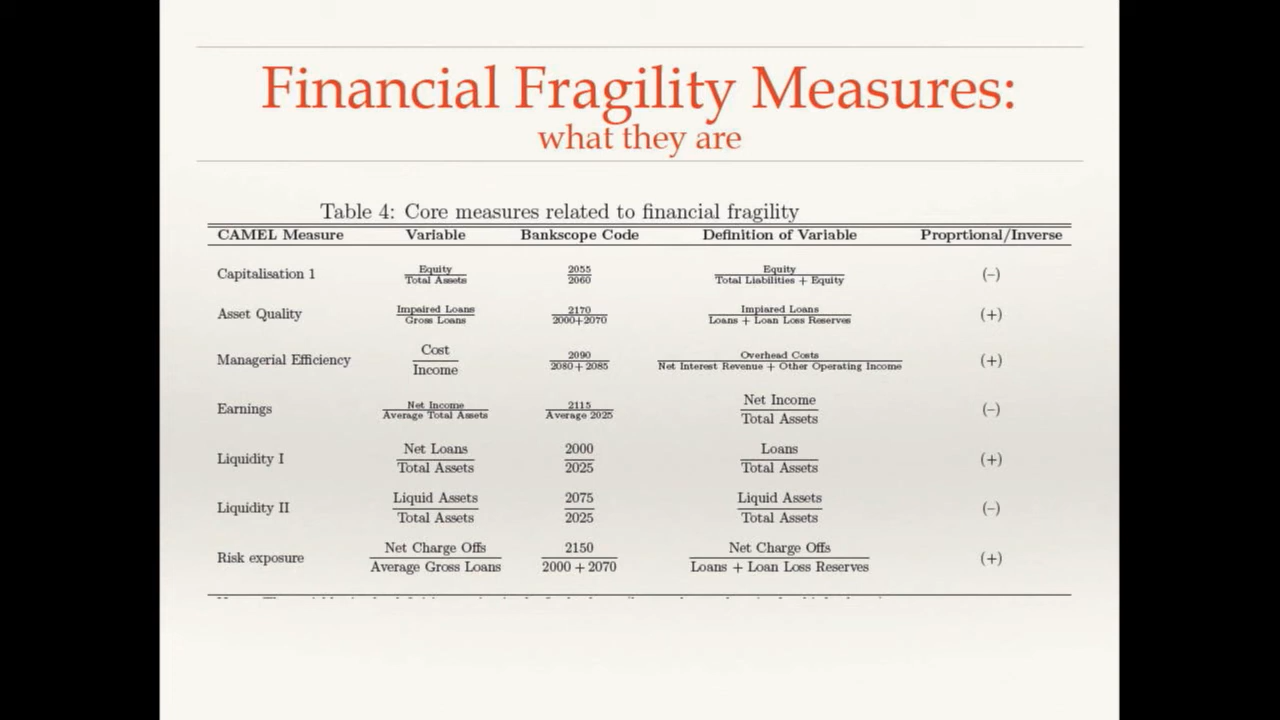 Financial Fragility Measures:
what they are
Table 4: Core measures related to financial fragility
CAMEL Measure Variable Bankscope Code Definition of Variable Proprtional/Inverse
Capitalisation 1 Equity/Total Assets 2055/2060 Equity/Total Liabilities + Equity (–)
Asset Quality Impaired Loans/Gross Loans 2170/2000+2070 Impiared Loans/Loans + Loan Loss Reserves (+)
Managerial Efficiency Cost/Income 2090/2080 + 2085 Overhead Costs/Net Interest Revenue + Other Operating Income (+)
Earnings Net Income/Average Total Assets 2115/Average 2025 Net Income/Total Assets (–)
Liquidity I Net Loans/Total Assets 2000/2025 Loans/Total Assets (+)
Liquidity II Liquid Assets/Total Assets 2075/2025 Liquid Assets/Total Assets (–)
Risk exposure Net Charge Offs/Average Gross Loans 2150/2000 + 2070 Net Charge Offs/Loans + Loan Loss Reserves (+)